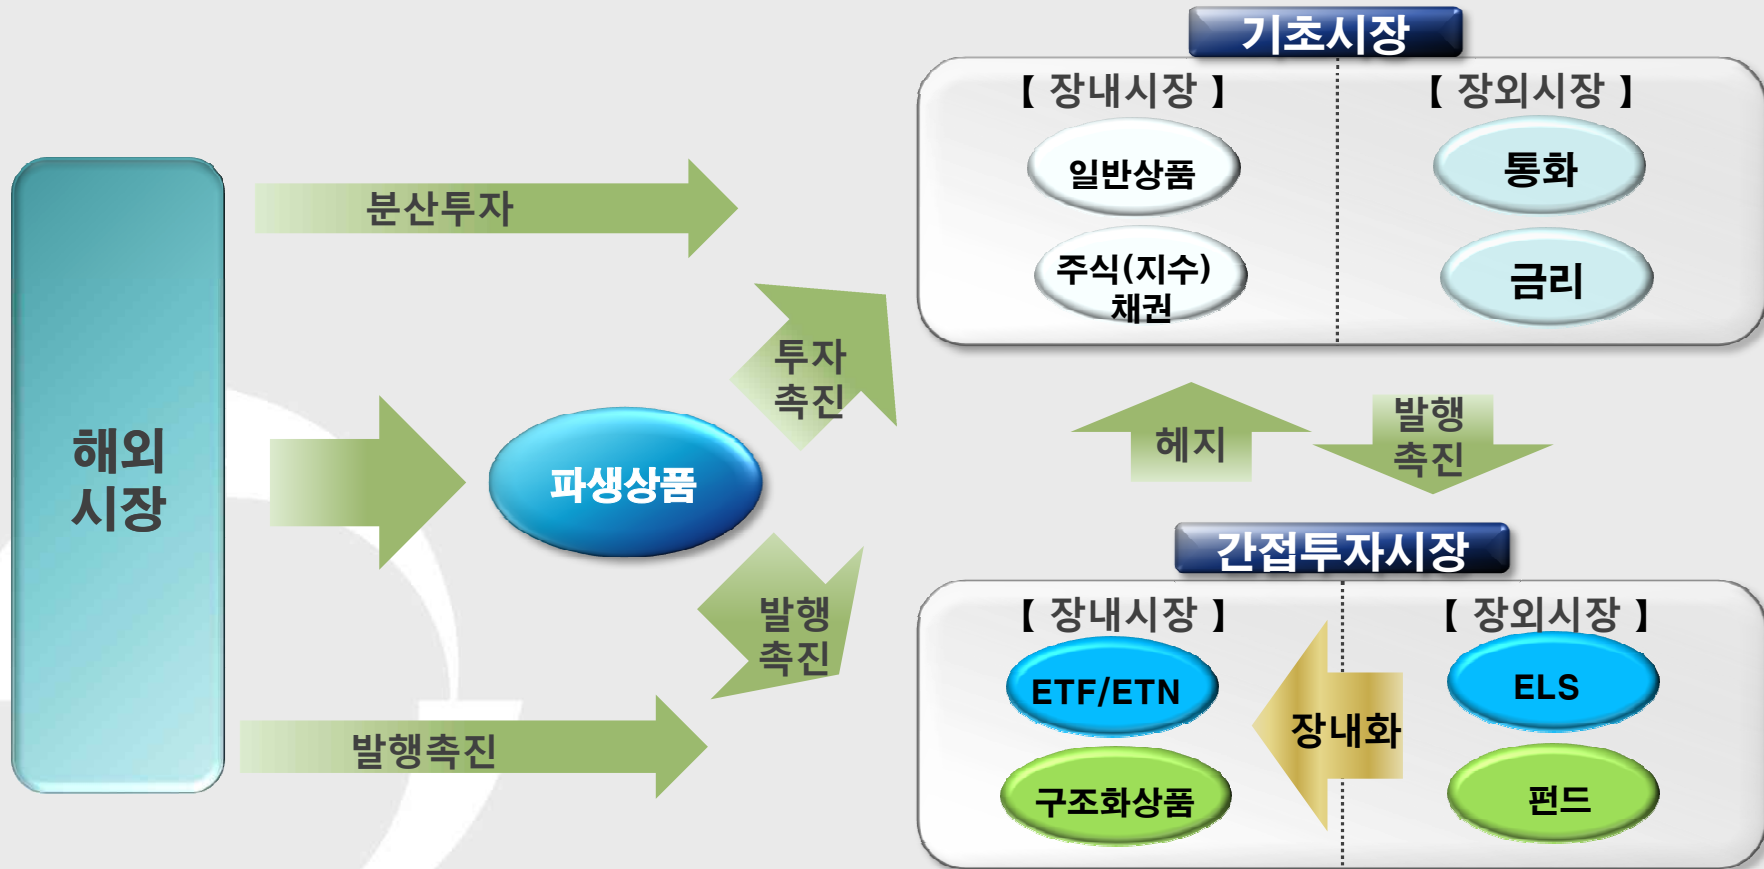 기초시장
【 장내시장 】
【 장외시장 】
일반상품
통화
주식(지수)
채권
금리
분산투자
투자
촉진
해외
시장
파생상품
헤지
발행
촉진
발행
촉진
발행촉진
간접투자시장
【 장내시장 】
【 장외시장 】
ETF/ETN
ELS
장내화
구조화상품
펀드